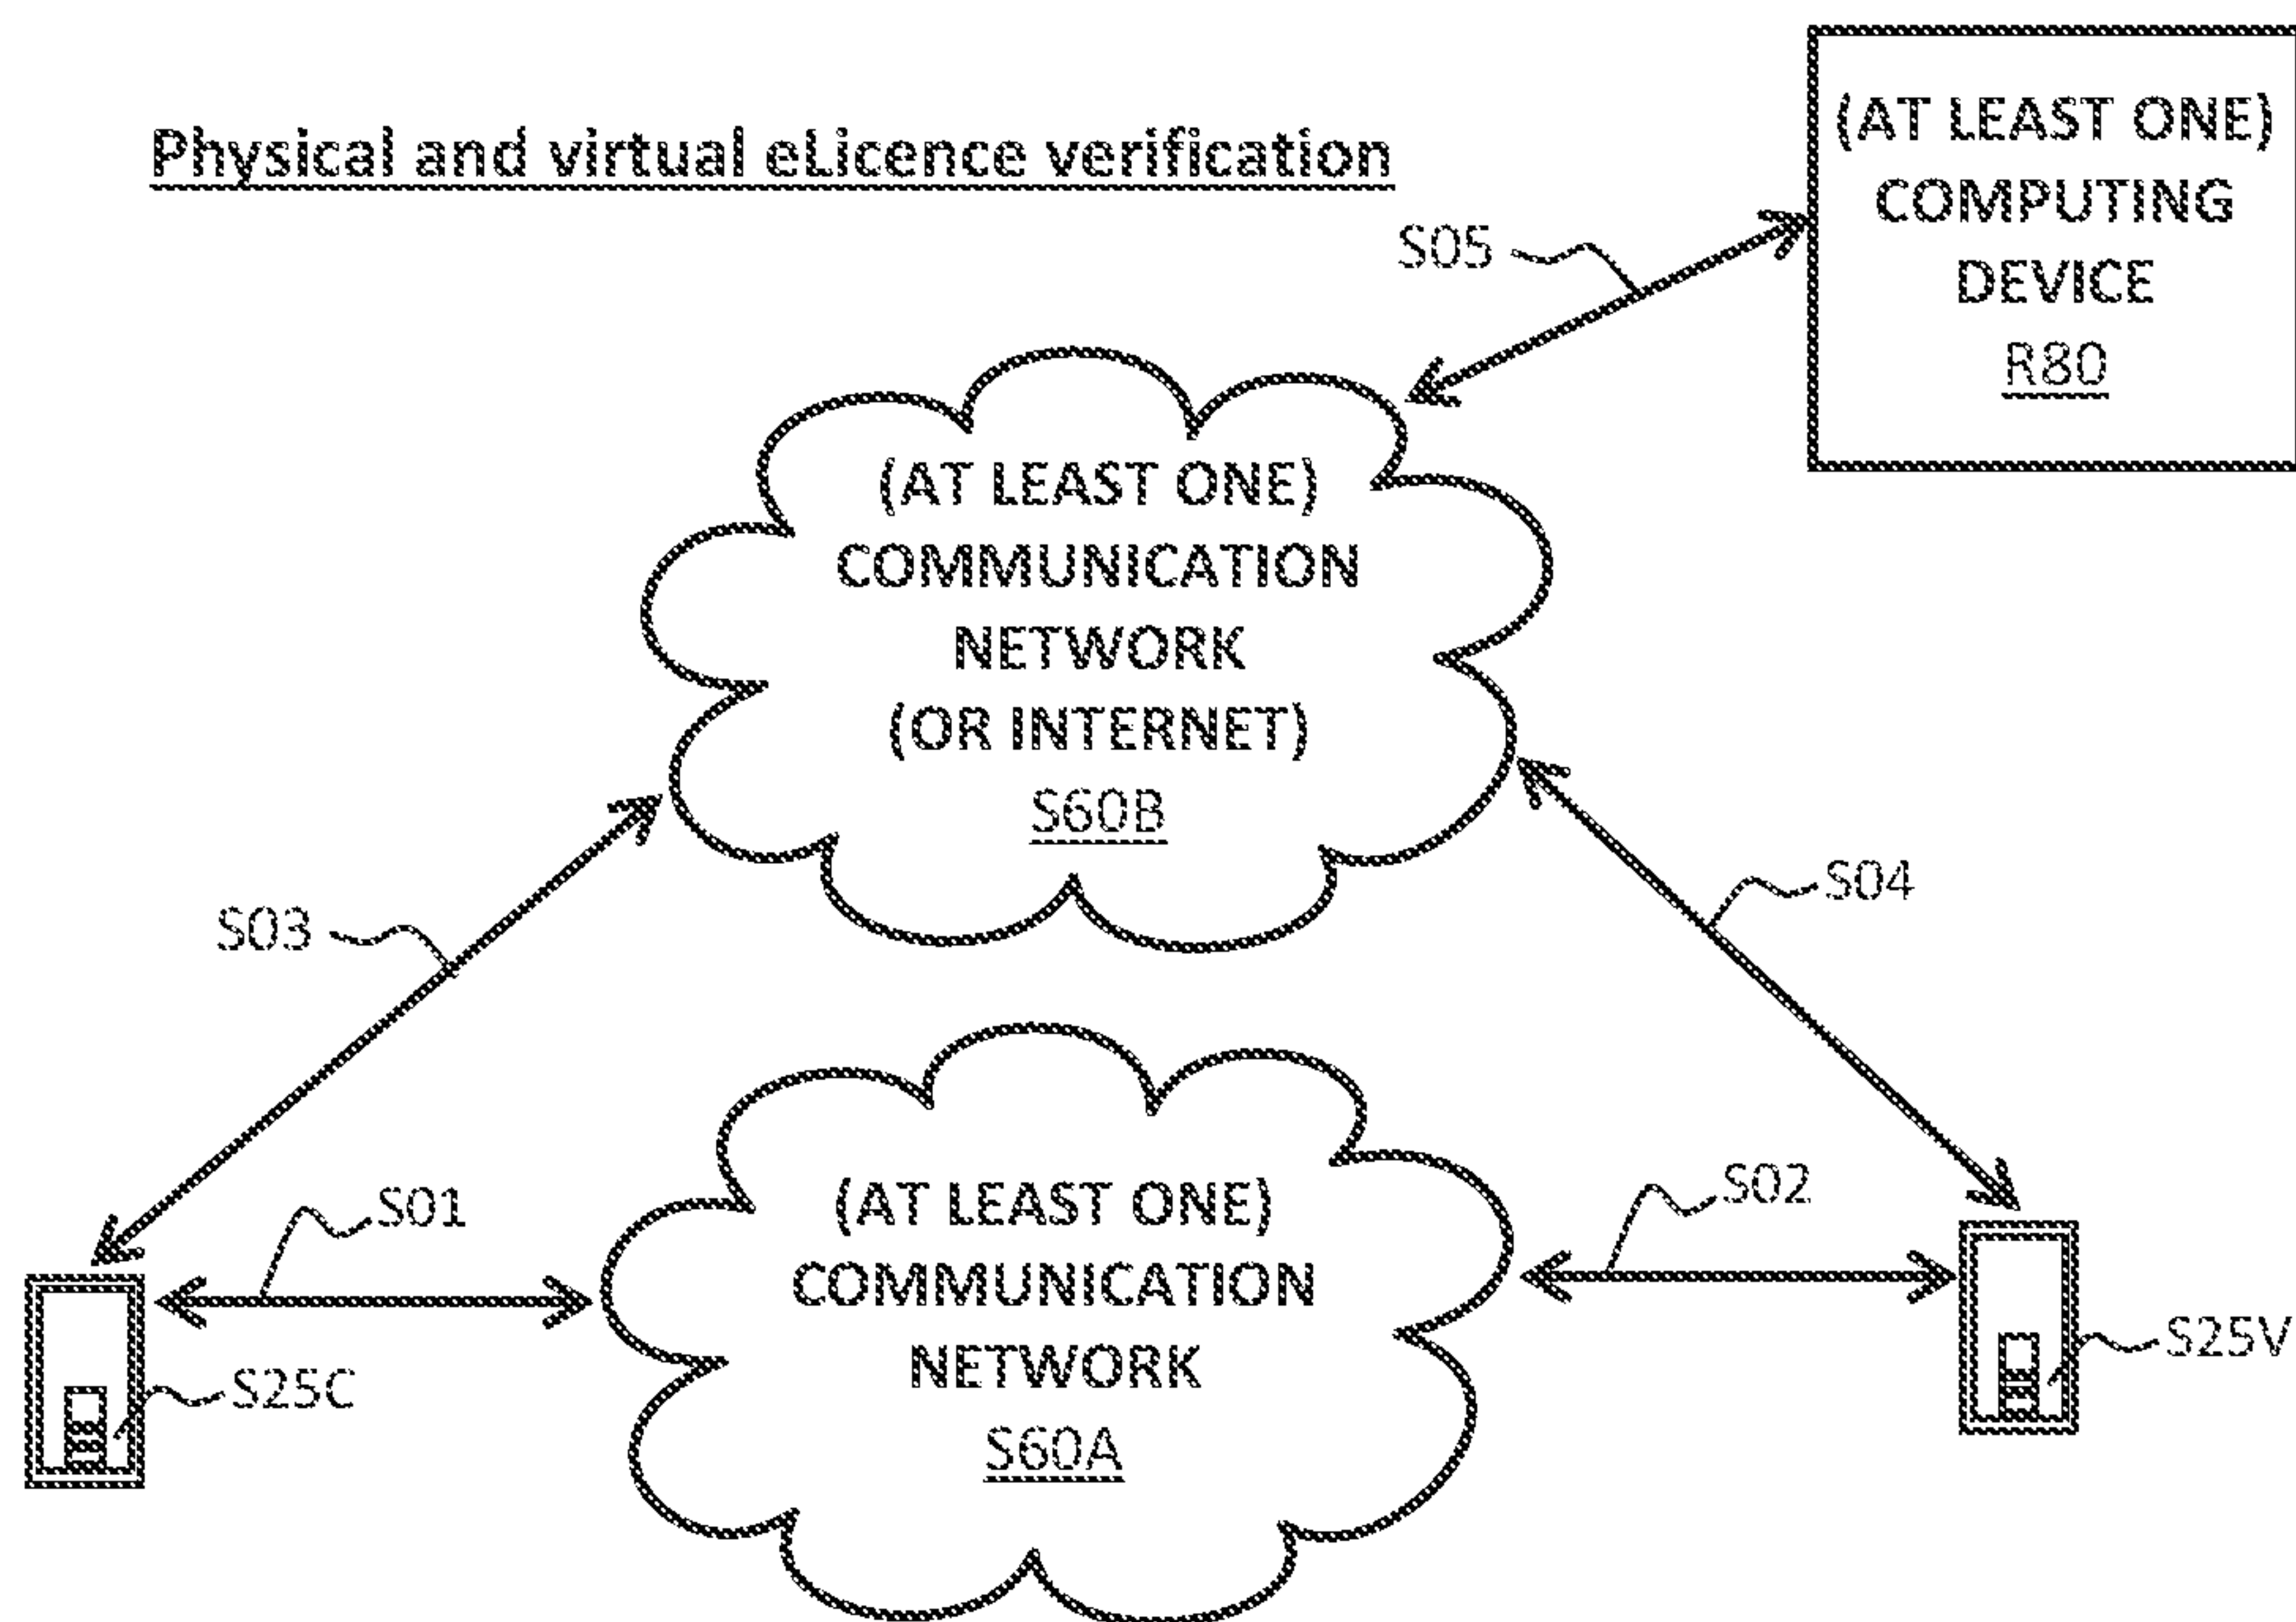 Physical and virtual eLicence verification
(AT LEAST ONE)
COMPUTING
DEVICE
R80
S05
(AT LEAST ONE)
COMMUNICATION
NETWORK
(OR INTERNET)
S60B
S03
S04
S01
(AT LEAST ONE)
COMMUNICATION
NETWORK
S60A
S02
S25C
S25V